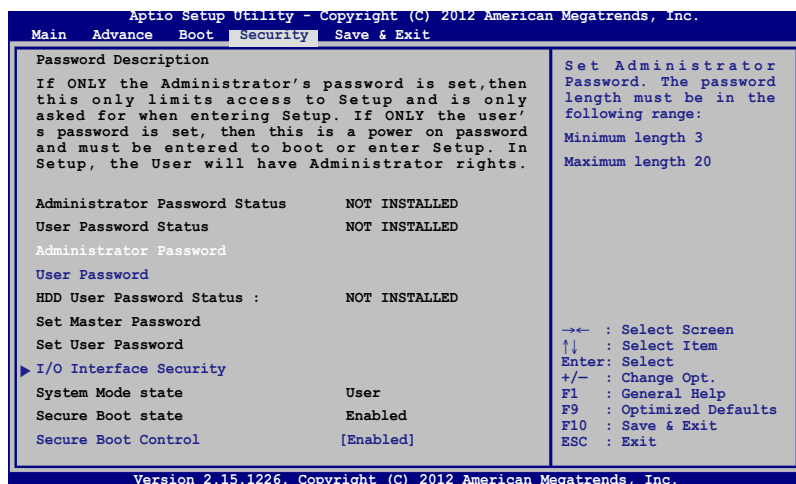 Aptio Setup Utility - Copyright (C) 2012 American Megatrends, Inc.
Main Advance Boot Security Save & Exit
Password Description
If ONLY the Administrator's password is set,then
this only limits access to Setup and is only
asked for when entering Setup. If ONLY the user'
s password is set, then this is a power on password
and must be entered to boot or enter Setup. In
Setup, the User will have Administrator rights.
Administrator Password Status NOT INSTALLED
User Password Status NOT INSTALLED
Administrator Password
User Password
HDD User Password Status : NOT INSTALLED
Set Master Password
Set User Password
I/O Interface Security
System Mode state User
Secure Boot state Enabled
Secure Boot Control [Enabled]
Set Administrator
Password. The password
length must be in the
following range:
Minimum length 3
Maximum length 20
→← : Select Screen
↑↓ : Select Item
Enter: Select
+/— : Change Opt.
F1 : General Help
F9 : Optimized Defaults
F10 : Save & Exit
ESC : Exit
Version 2.15.1226. Copyright (C) 2012 American Megatrends, Inc.